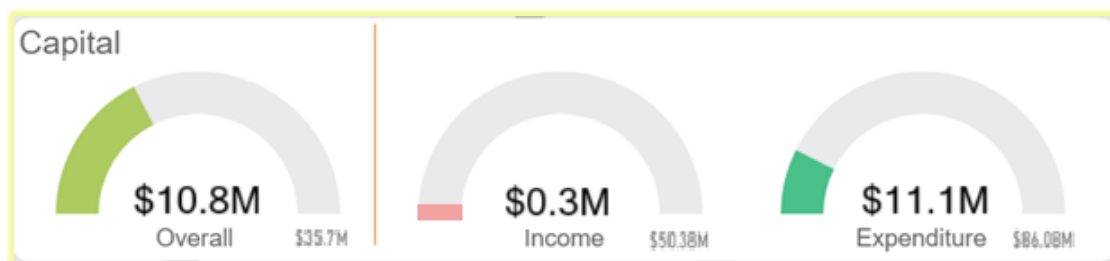 Capital
$10.8M
Overall
$35.7M
$0.3M
Income
$50.38M
$11.1M
Expenditure
$86.08M